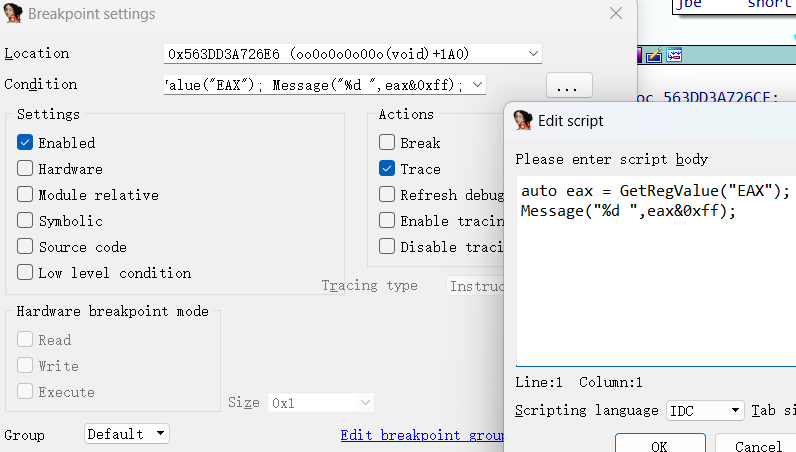 Breakpoint settings
Location
0x563DD3A726E6 (oo0o0o0o00o(void)+1A0)
Condition
alue("EAX"); Message("%d ",eax&0xff);
...
Settings
Enabled
Hardware
Module relative
Symbolic
Source code
Low level condition
Actions
Break
Trace
Refresh debug
Enable tracin
Disable traci
Tracing type
Instruc
Hardware breakpoint mode
Read
Write
Execute
Size
0x1
Group
Default
Edit breakpoint group
jbe short
oc_563DD3A726CE:
Edit script
Please enter script body
auto eax = GetRegValue("EAX");
Message("%d ",eax&0xff);
Line:1 Column:1
Scripting language
IDC
Tab si
OK
Cancel